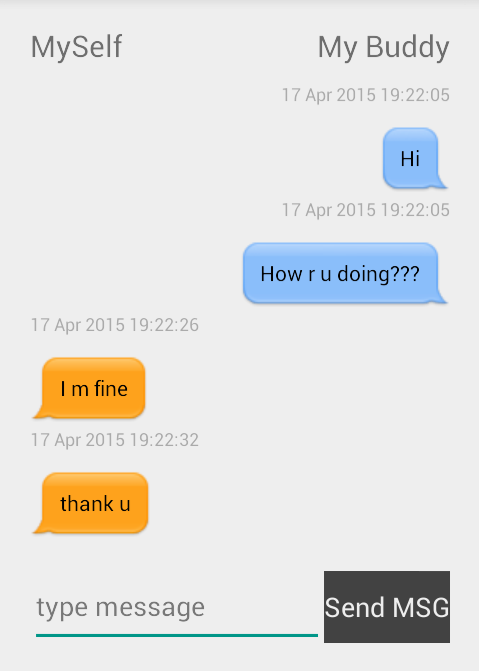 MySelf
My Buddy
17 Apr 2015 19:22:05
Hi
17 Apr 2015 19:22:05
How r u doing???
17 Apr 2015 19:22:26
I m fine
17 Apr 2015 19:22:32
thank u
type message
Send MSG